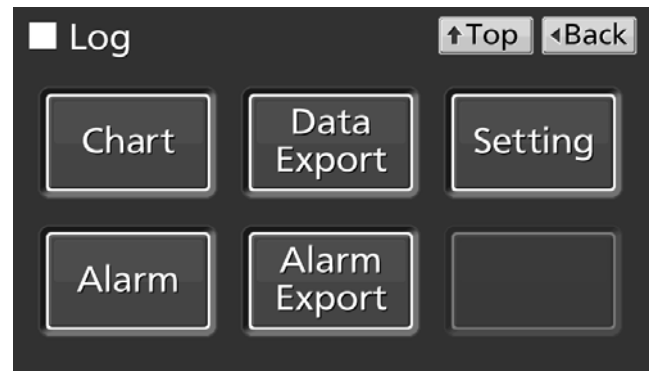 Log
↑Top
◂Back
Chart
Data
Export
Setting
Alarm
Alarm
Export